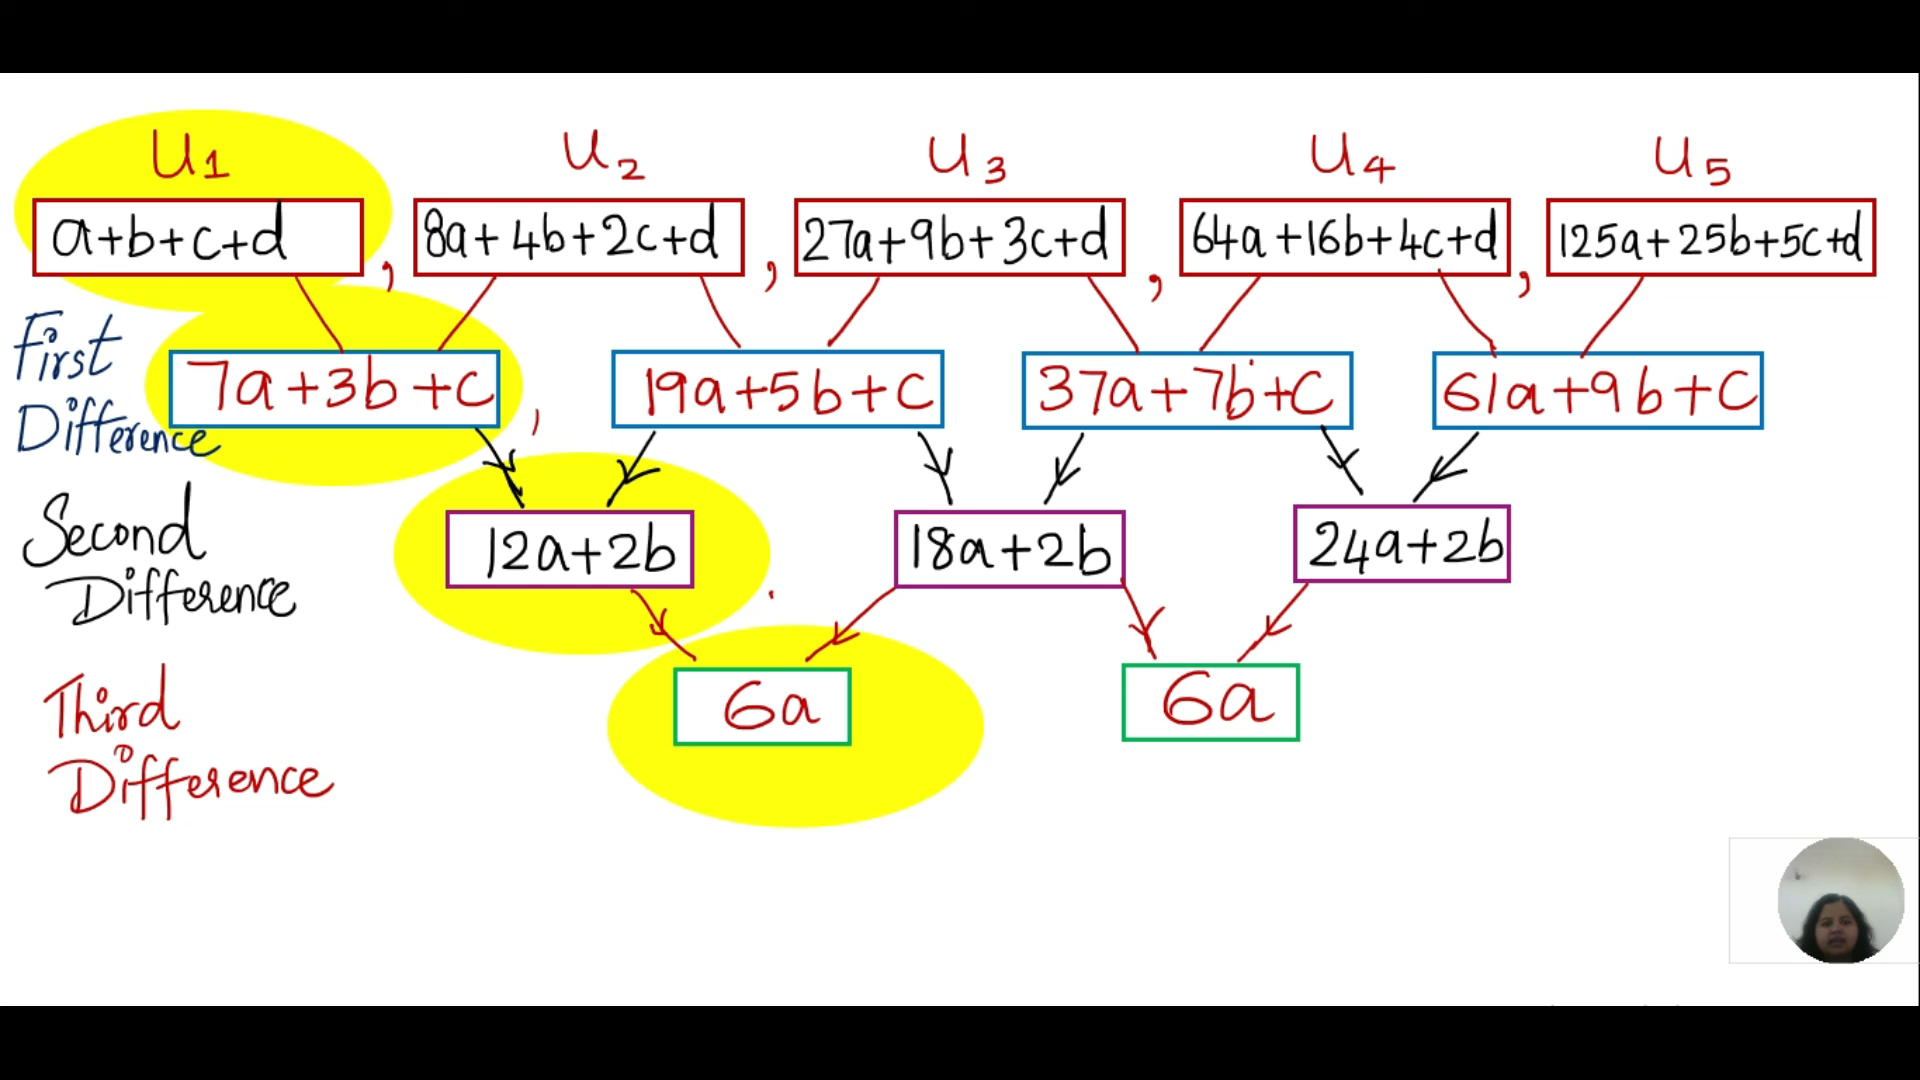 U1 U2 U3 U4 U5
a+b+c+d , 8a+4b+2c+d , 27a+9b+3c+d , 64a+16b+4c+d , 125a+25b+5c+d
First
Difference
7a+3b+c , 19a+5b+c 37a+7b+c 61a+9b+c
Second
Difference
12a+2b 18a+2b 24a+2b
Third
Difference
6a 6a